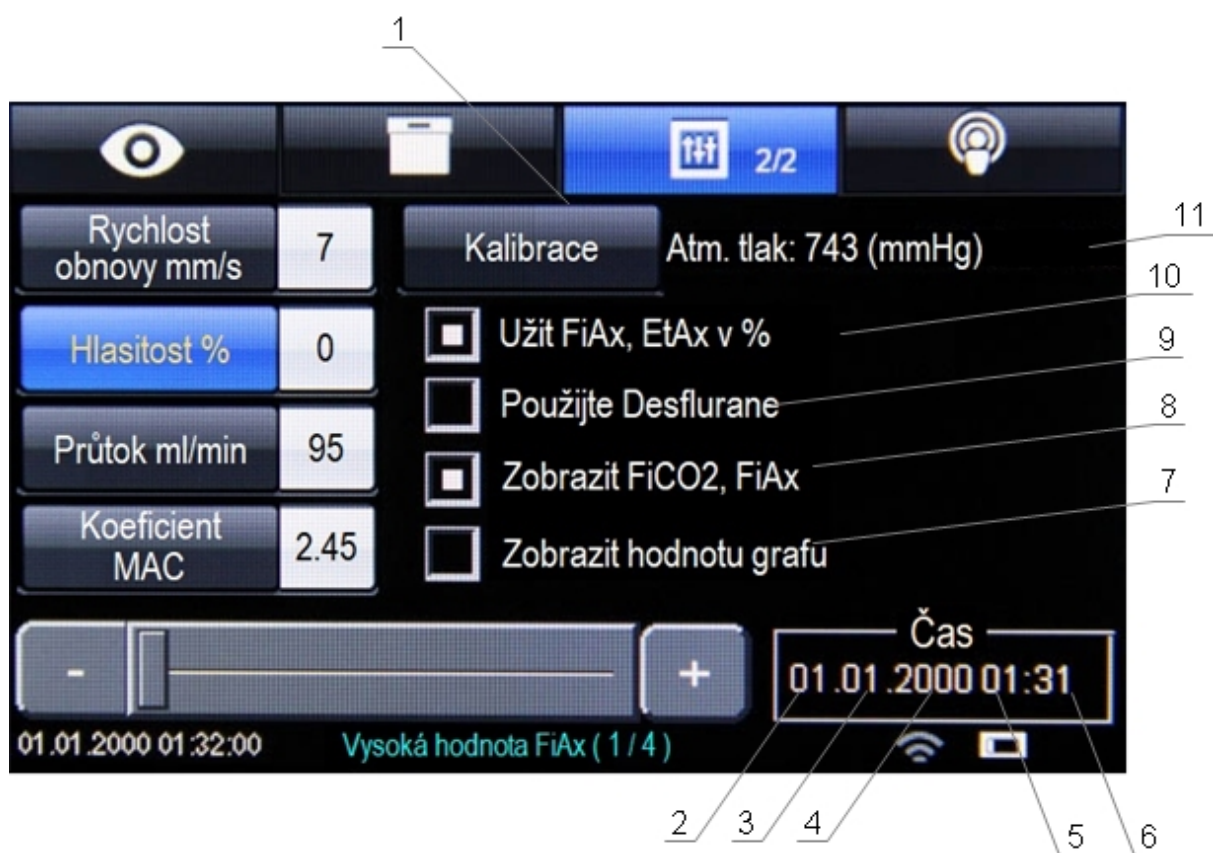 1
2/2
Rychlost
obnovy mm/s
7
Kalibrace
Atm. tlak: 743 (mmHg)
11
10
Hlasitost %
0
Užit FiAx, EtAx v %
9
Použijte Desflurane
8
Průtok ml/min
95
Zobrazit FiCO2, FiAx
7
Koeficient
MAC
2.45
Zobrazit hodnotu grafu
-
+
Čas
01.01.2000 01:31
01.01.2000 01:32:00
Vysoká hodnota FiAx ( 1 / 4 )
2
3
4
5
6